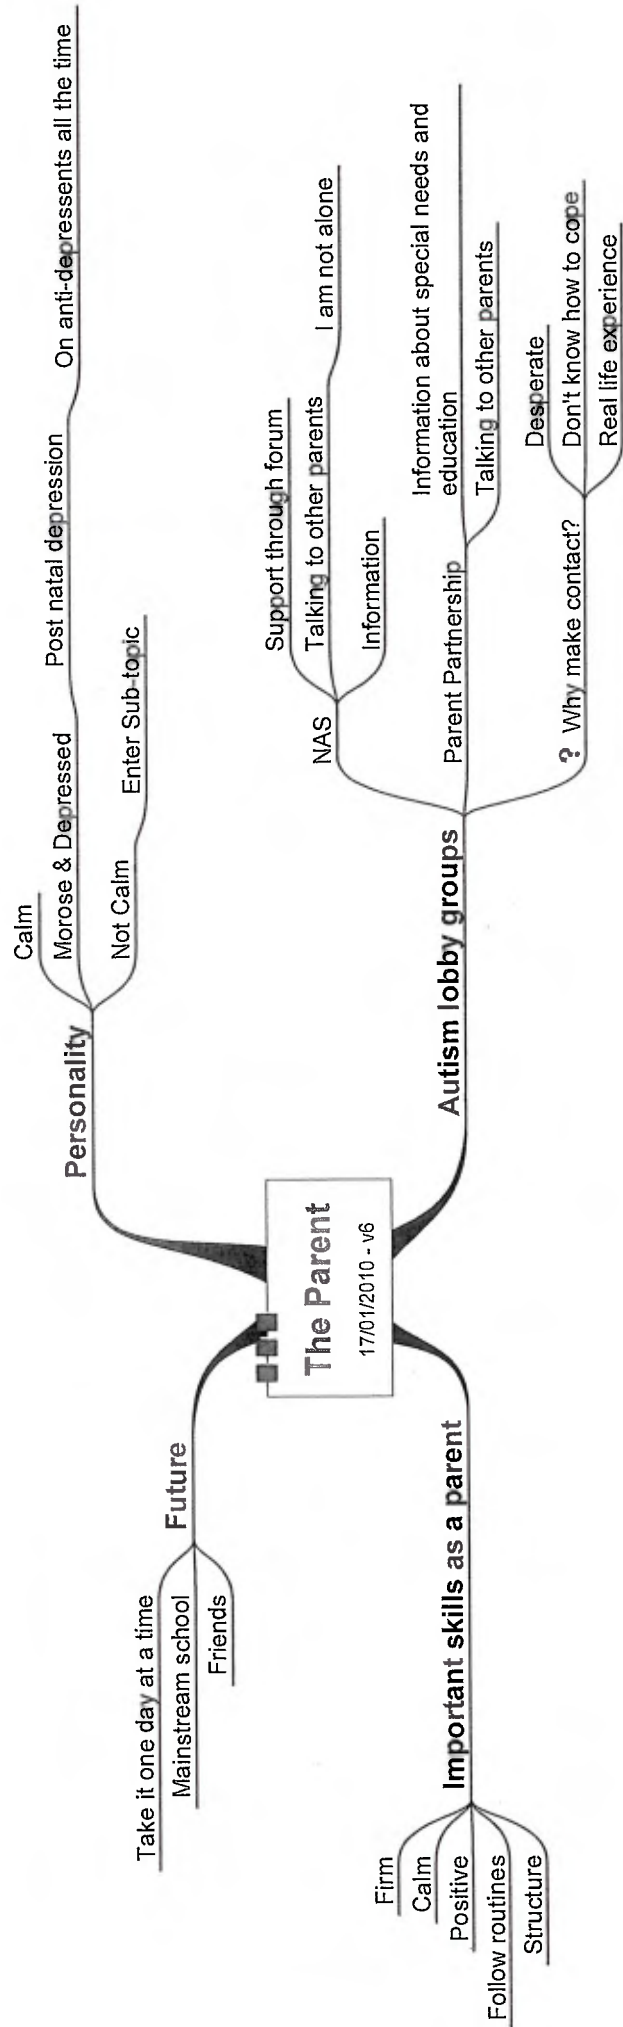 The Parent
17/01/2010 - v6
Personality
Calm
Morose & Depressed
Post natal depression
On anti-depressents all the time
Not Calm
Enter Sub-topic
Autism lobby groups
NAS
Support through forum
Talking to other parents
I am not alone
Information
Parent Partnership
Information about special needs and
education
Talking to other parents
? Why make contact?
Desperate
Don't know how to cope
Real life experience
Important skills as a parent
Firm
Calm
Positive
Follow routines
Structure
Future
Take it one day at a time
Mainstream school
Friends